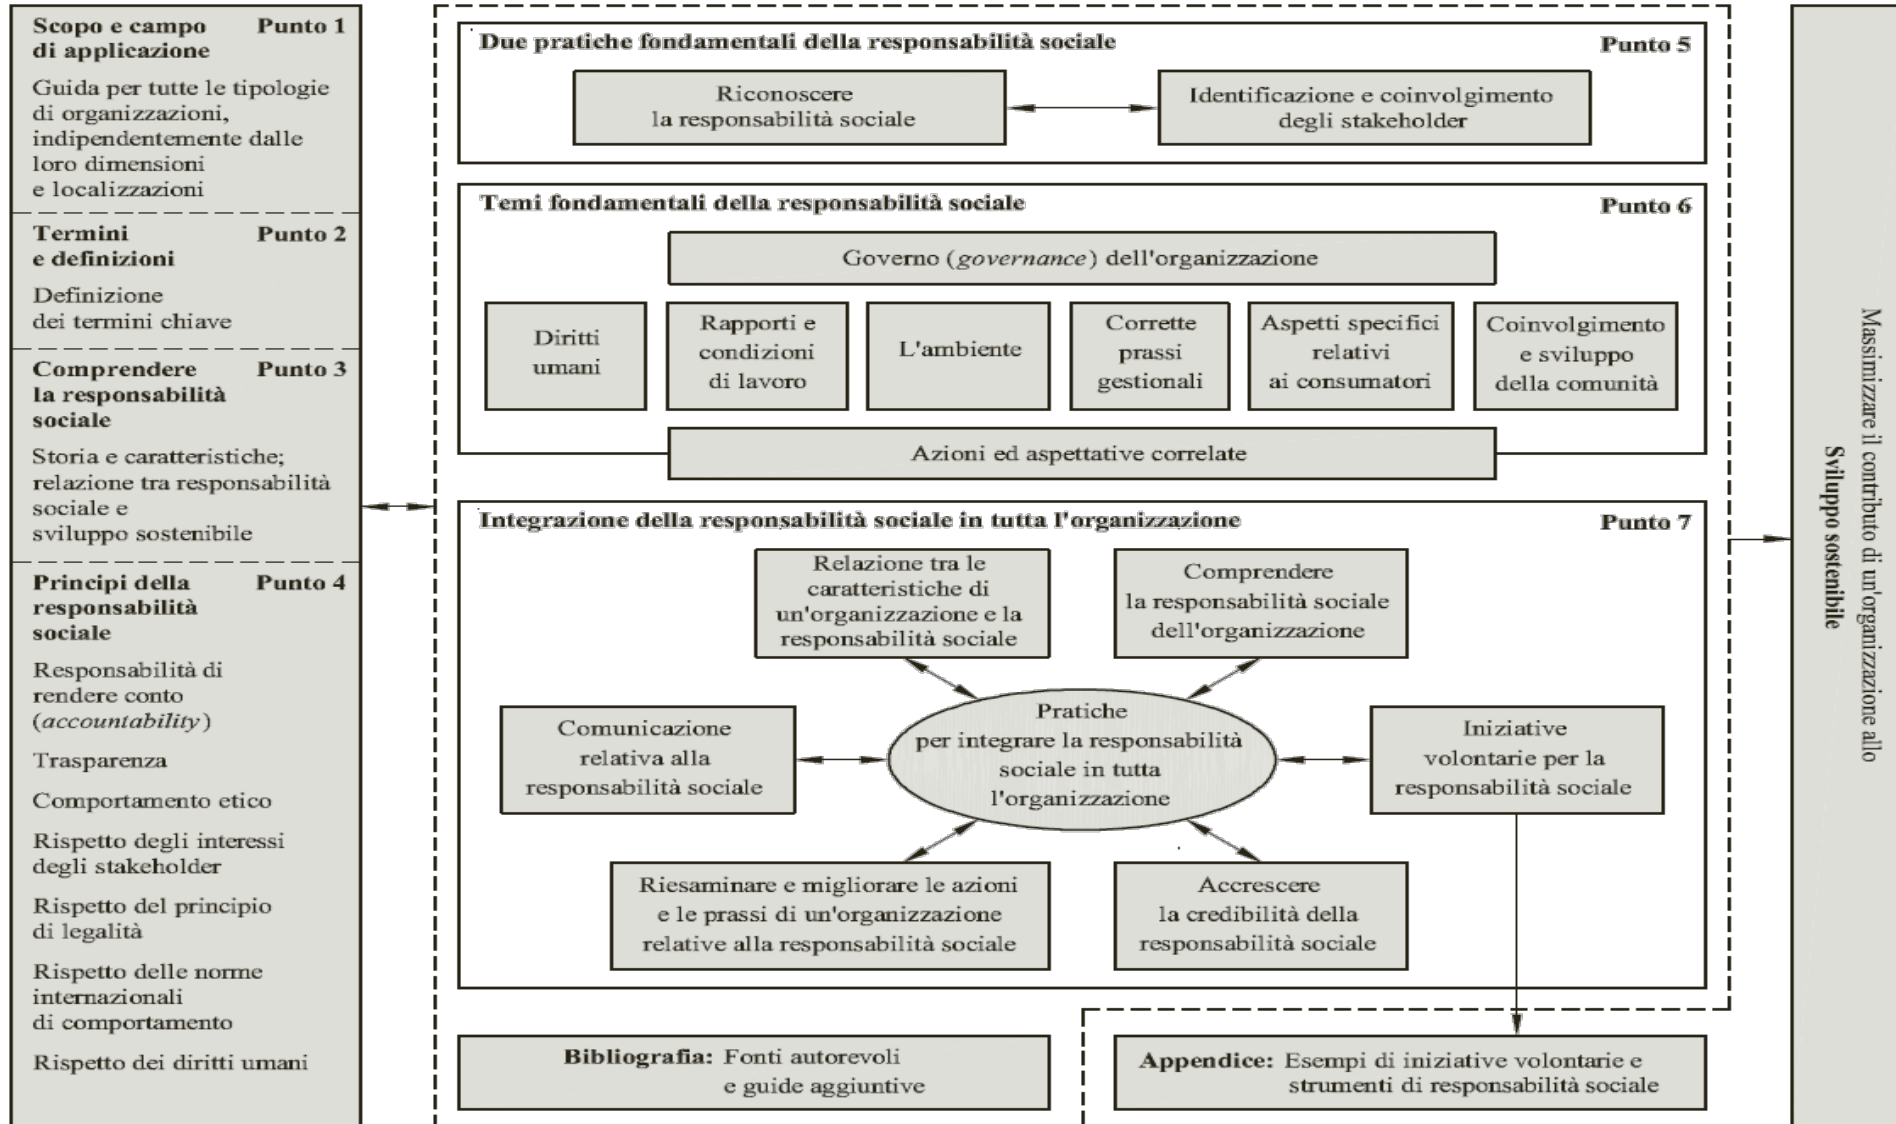 Scopo e campo Punto 1
di applicazione
Guida per tutte le tipologie
di organizzazioni,
indipendentemente dalle
loro dimensioni
e localizzazioni
Termini Punto 2
e definizioni
Definizione
dei termini chiave
Comprendere Punto 3
la responsabilità
sociale
Storia e caratteristiche;
relazione tra responsabilità
sociale e
sviluppo sostenibile
Principi della Punto 4
responsabilità
sociale
Responsabilità di
rendere conto
(accountability)
Trasparenza
Comportamento etico
Rispetto degli interessi
degli stakeholder
Rispetto del principio
di legalità
Rispetto delle norme
internazionali
di comportamento
Rispetto dei diritti umani
Due pratiche fondamentali della responsabilità sociale Punto 5
Riconoscere
la responsabilità sociale
Identificazione e coinvolgimento
degli stakeholder
Temi fondamentali della responsabilità sociale Punto 6
Governo (governance) dell'organizzazione
Diritti
umani
Rapporti e
condizioni
di lavoro
L'ambiente
Corrette
prassi
gestionali
Aspetti specifici
relativi
ai consumatori
Coinvolgimento
e sviluppo
della comunità
Azioni ed aspettative correlate
Integrazione della responsabilità sociale in tutta l'organizzazione Punto 7
Relazione tra le
caratteristiche di
un'organizzazione e la
responsabilità sociale
Comprendere
la responsabilità sociale
dell'organizzazione
Comunicazione
relativa alla
responsabilità sociale
Pratiche
per integrare la responsabilità
sociale in tutta
l'organizzazione
Iniziative
volontarie per la
responsabilità sociale
Riesaminare e migliorare le azioni
e le prassi di un'organizzazione
relative alla responsabilità sociale
Accrescere
la credibilità della
responsabilità sociale
Bibliografia: Fonti autorevoli
e guide aggiuntive
Appendice: Esempi di iniziative volontarie e
strumenti di responsabilità sociale
Massimizzare il contributo di un'organizzazione allo
Sviluppo sostenibile